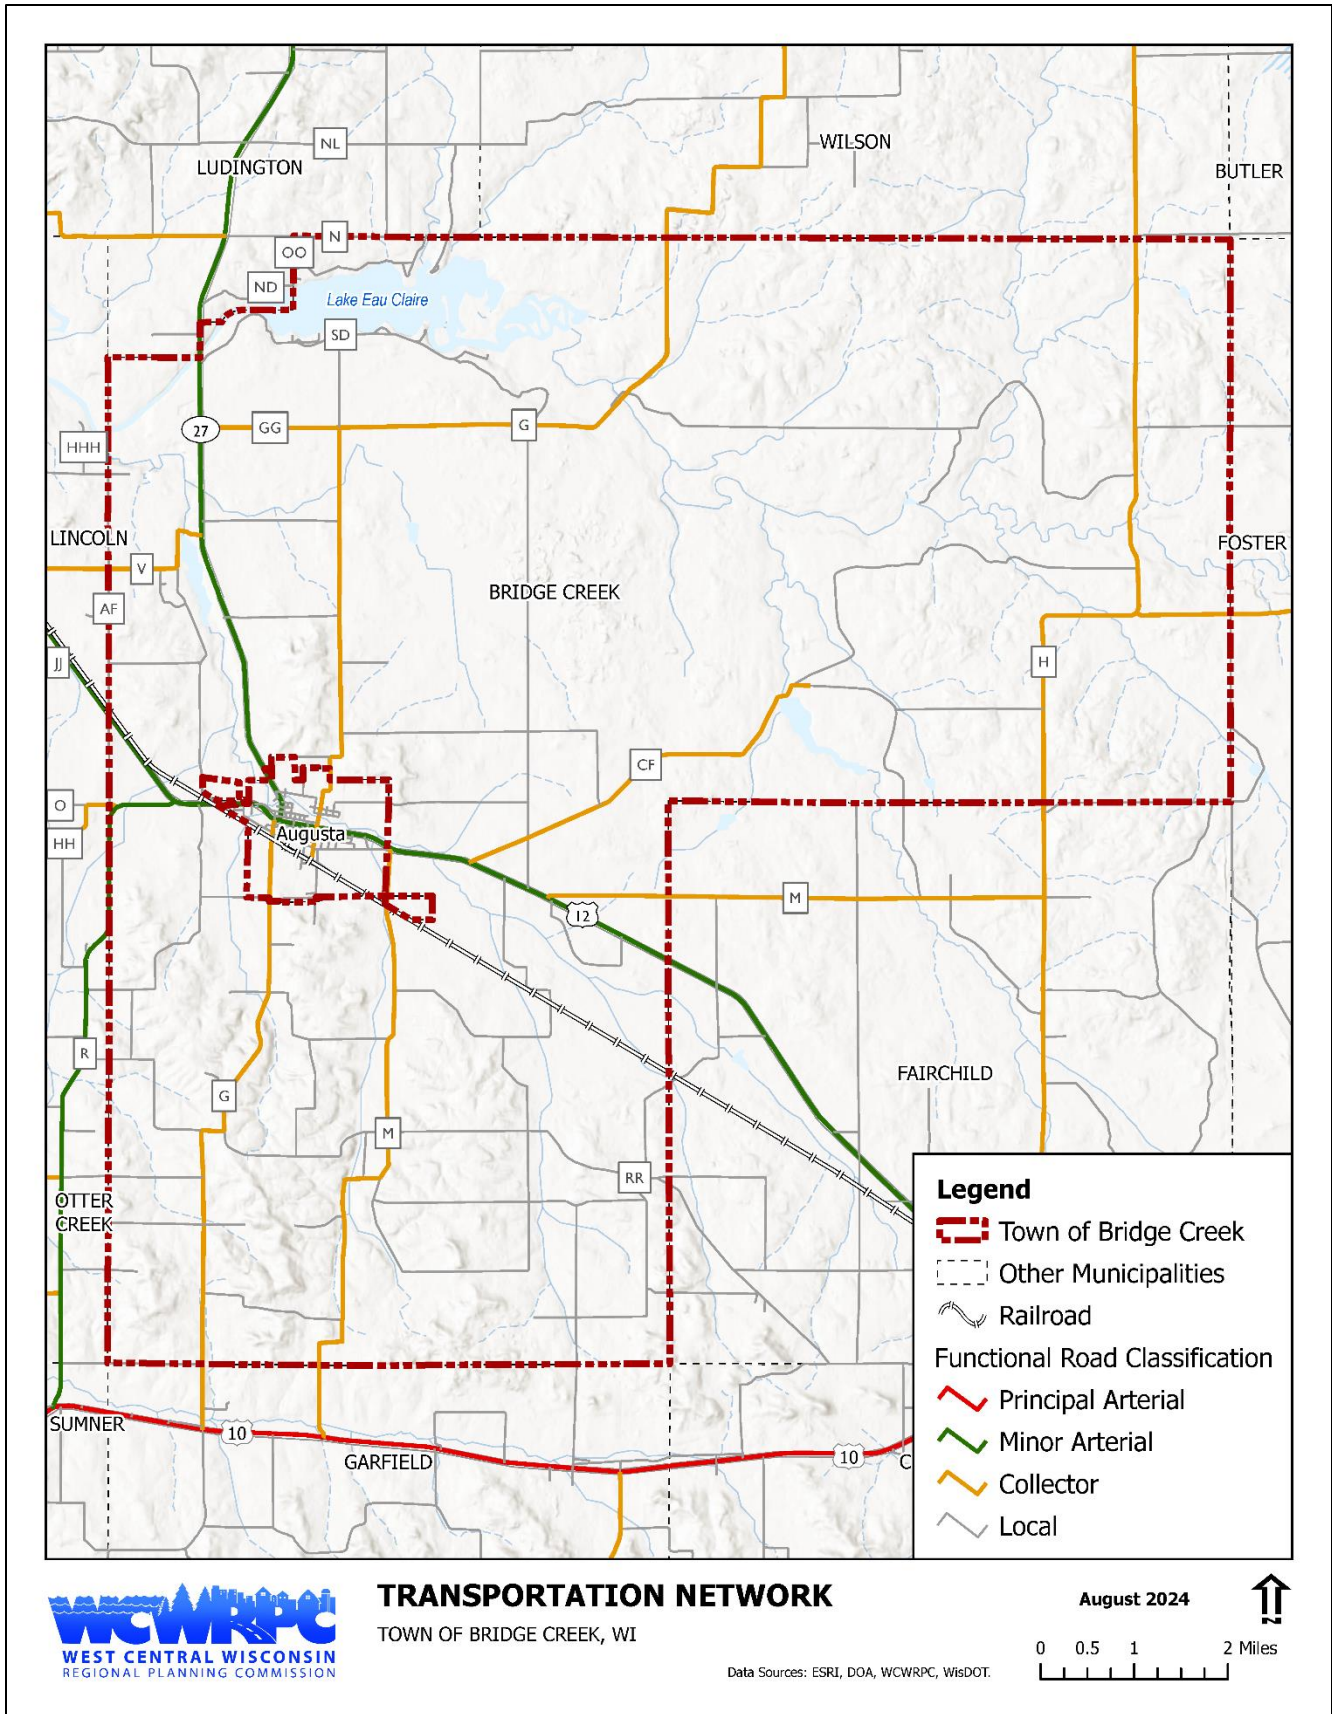 NL
WILSON
LUDINGTON
BUTLER
N
OO
ND
Lake Eau Claire
SD
27
GG
G
HHH
LINCOLN
FOSTER
V
BRIDGE CREEK
AF
JJ
H
CF
O
Augusta
HH
M
12
R
FAIRCHILD
G
M
RR
OTTER
CREEK
SUMNER
10
GARFIELD
10
C
Legend
Town of Bridge Creek
Other Municipalities
Railroad
Functional Road Classification
Principal Arterial
Minor Arterial
Collector
Local
WCWRPC
WEST CENTRAL WISCONSIN
REGIONAL PLANNING COMMISSION
TRANSPORTATION NETWORK
TOWN OF BRIDGE CREEK, WI
August 2024
N
0 0.5 1 2 Miles
Data Sources: ESRI, DOA, WCWRPC, WisDOT.